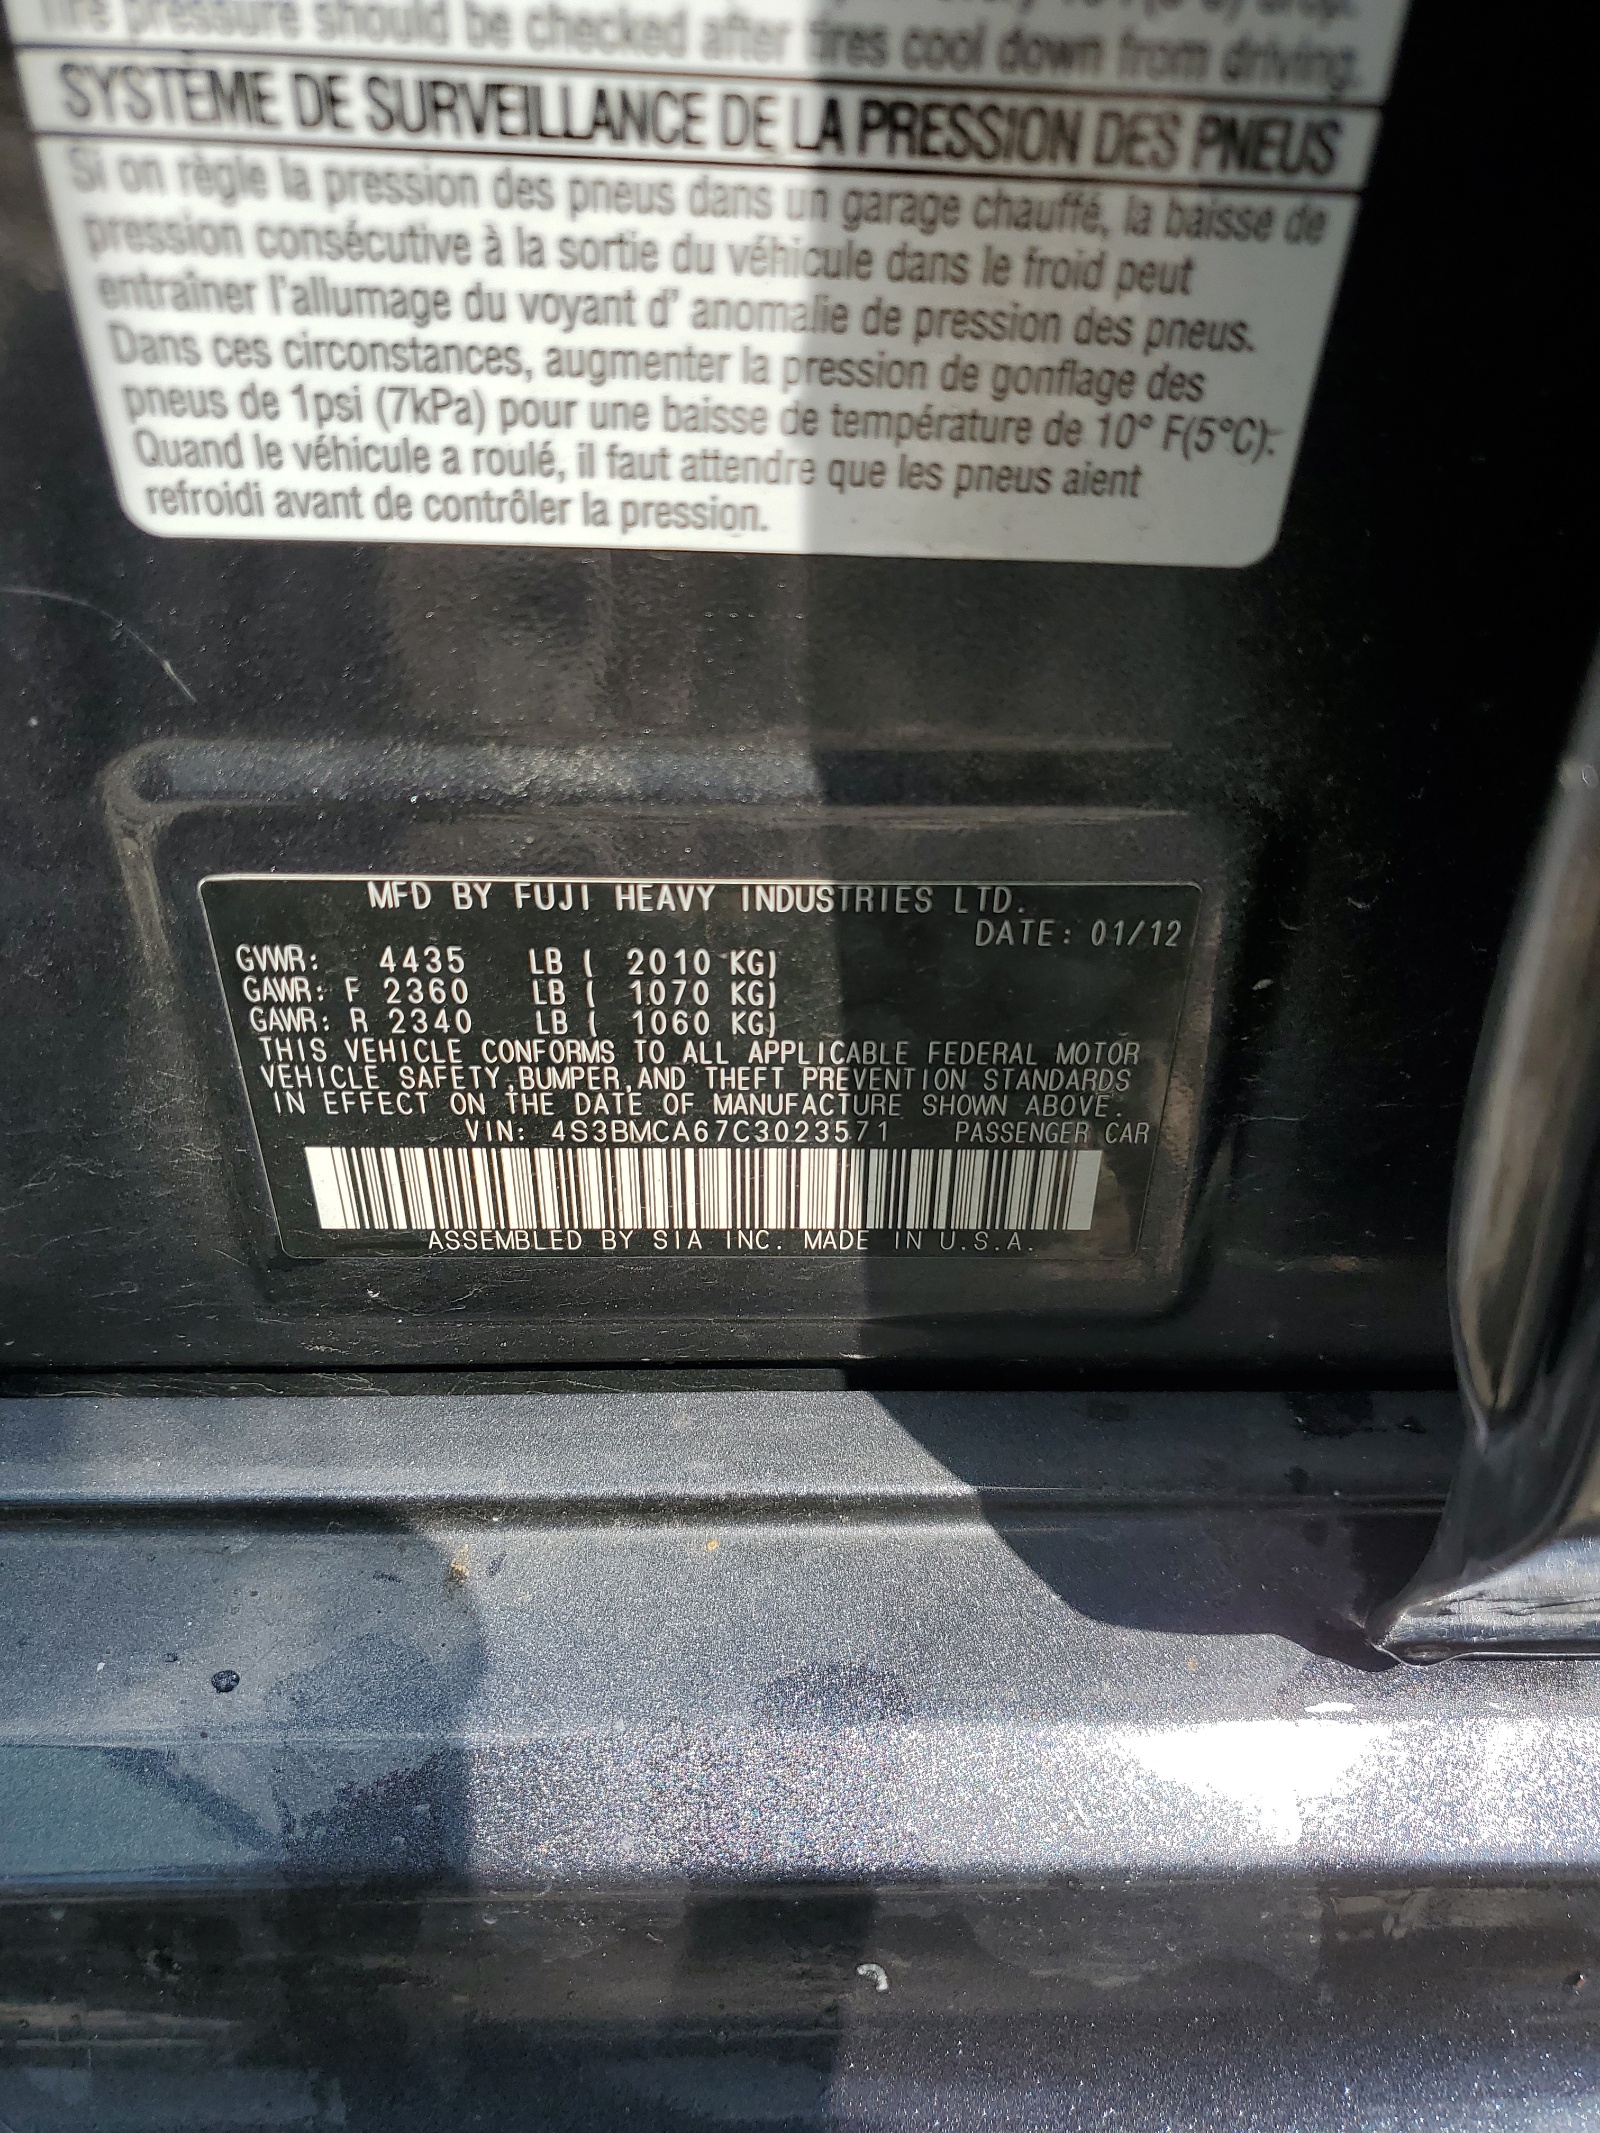 Tire pressure should be checked after tires cool down from driving.
SYSTÈME DE SURVEILLANCE DE LA PRESSION DES PNEUS
Si on règle la pression des pneus dans un garage chauffé, la baisse de
pression consécutive à la sortie du véhicule dans le froid peut
entraîner l'allumage du voyant d' anomalie de pression des pneus.
Dans ces circonstances, augmenter la pression de gonflage des
pneus de 1psi (7kPa) pour une baisse de température de 10° F(5°C).
Quand le véhicule a roulé, il faut attendre que les pneus aient
refroidi avant de contrôler la pression.
MFD BY FUJI HEAVY INDUSTRIES LTD.
DATE: 01/12
GVWR: 4435 LB ( 2010 KG)
GAWR: F 2360 LB ( 1070 KG)
GAWR: R 2340 LB ( 1060 KG)
THIS VEHICLE CONFORMS TO ALL APPLICABLE FEDERAL MOTOR
VEHICLE SAFETY,BUMPER,AND THEFT PREVENTION STANDARDS
IN EFFECT ON THE DATE OF MANUFACTURE SHOWN ABOVE.
VIN: 4S3BMCA67C3023571 PASSENGER CAR
ASSEMBLED BY SIA INC. MADE IN U.S.A.